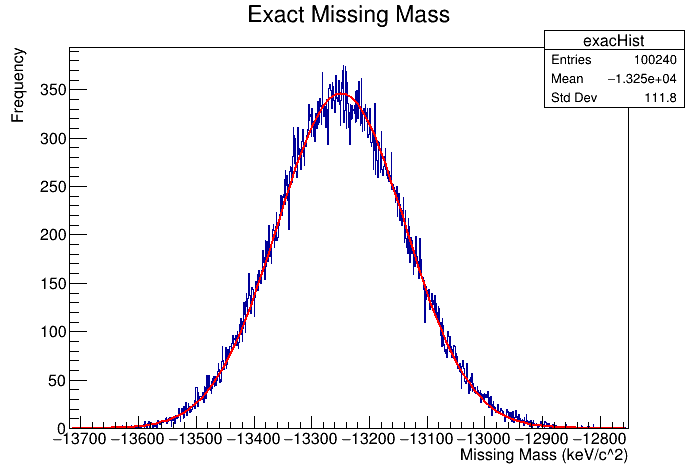 Exact Missing Mass
exacHist
Entries 100240
Mean −1.325e+04
Std Dev 111.8
Frequency
350
300
250
200
150
100
50
0
−13700 −13600 −13500 −13400 −13300 −13200 −13100 −13000 −12900 −12800
Missing Mass (keV/c^2)